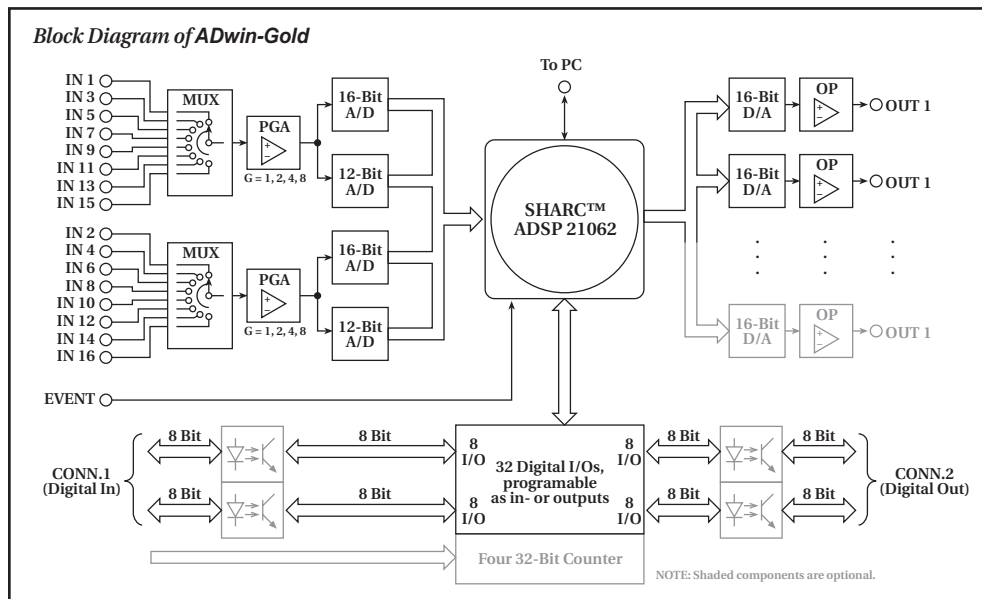 Block Diagram of ADwin-Gold
IN 1
IN 3
IN 5
IN 7
IN 9
IN 11
IN 13
IN 15
MUX
PGA
+
−
G = 1, 2, 4, 8
16-Bit
A/D
12-Bit
A/D
IN 2
IN 4
IN 6
IN 8
IN 10
IN 12
IN 14
IN 16
MUX
PGA
+
−
G = 1, 2, 4, 8
16-Bit
A/D
12-Bit
A/D
EVENT
To PC
SHARC™
ADSP 21062
16-Bit
D/A
OP
+
−
OUT 1
16-Bit
D/A
OP
+
−
OUT 1
16-Bit
D/A
OP
+
−
OUT 1
CONN.1
(Digital In)
8 Bit
8 Bit
8 Bit
8 Bit
8
I/O
8
I/O
32 Digital I/Os,
programable
as in- or outputs
8
I/O
8
I/O
8 Bit
8 Bit
8 Bit
8 Bit
CONN.2
(Digital Out)
Four 32-Bit Counter
NOTE: Shaded components are optional.